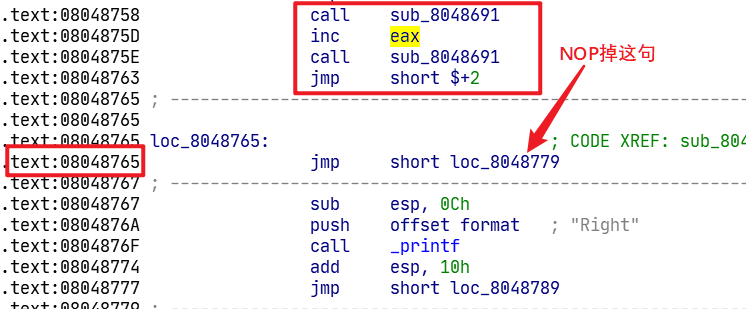 .text:08048758 call sub_8048691
.text:0804875D inc eax
.text:0804875E call sub_8048691
.text:08048763 jmp short $+2
NOP掉这句
.text:08048765 ; ---------------------------------------------------------------
.text:08048765
.text:08048765 loc_8048765: ; CODE XREF: sub_804
.text:08048765 jmp short loc_8048779
.text:08048767 ; ---------------------------------------------------------------
.text:08048767 sub esp, 0Ch
.text:0804876A push offset format ; "Right"
.text:0804876F call _printf
.text:08048774 add esp, 10h
.text:08048777 jmp short loc_8048789
.text:08048779 ; ---------------------------------------------------------------